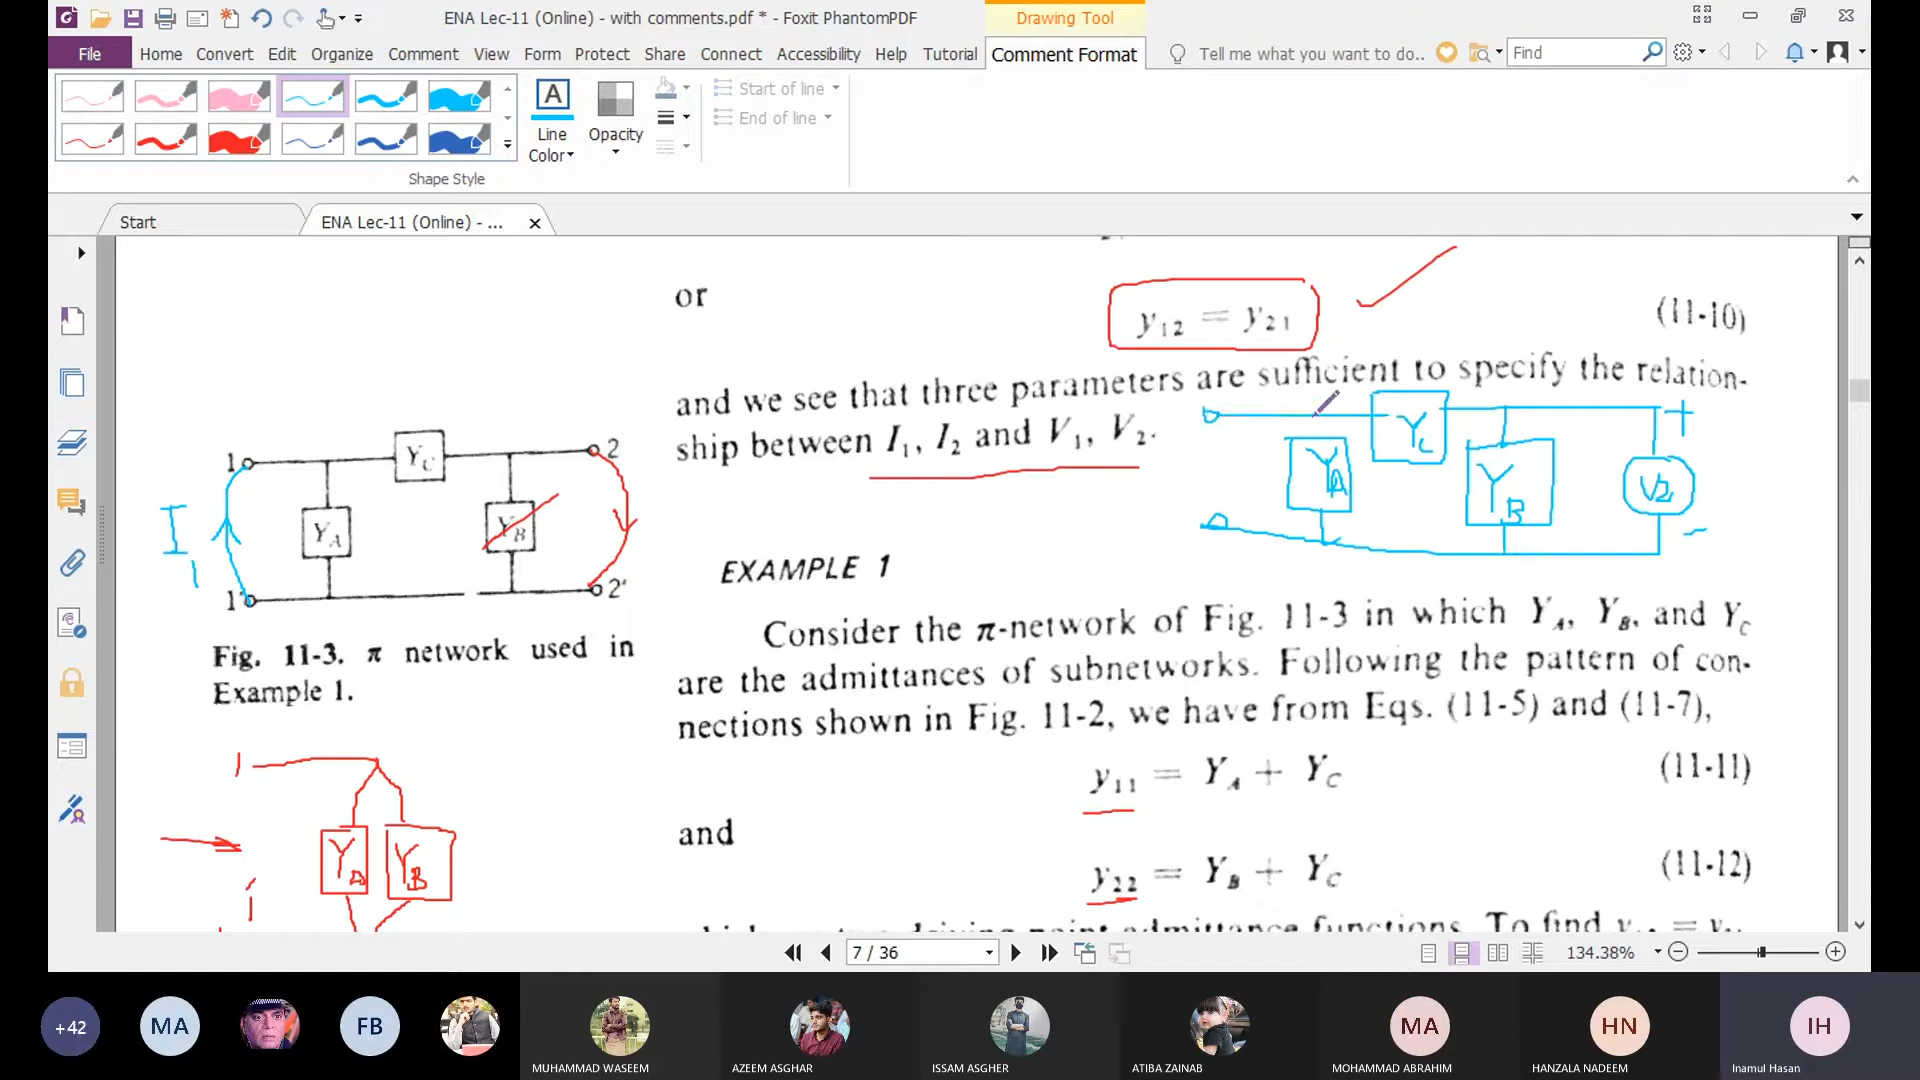 ENA Lec-11 (Online) - with comments.pdf * - Foxit PhantomPDF
Drawing Tool
File Home Convert Edit Organize Comment View Form Protect Share Connect Accessibility Help Tutorial Comment Format Tell me what you want to do.. Find
Line Color
Opacity
Start of line
End of line
Shape Style
Start
ENA Lec-11 (Online) - ...
or
y12 = y21 (11-10)
and we see that three parameters are sufficient to specify the relation-
ship between I1, I2 and V1, V2.
YC
YA
YB
V2
+
-
1 YC 2
YA YB
I1
1' 2'
Fig. 11-3. π network used in
Example 1.
EXAMPLE 1
Consider the π-network of Fig. 11-3 in which YA, YB, and YC
are the admittances of subnetworks. Following the pattern of con-
nections shown in Fig. 11-2, we have from Eqs. (11-5) and (11-7),
y11 = YA + YC (11-11)
and
y22 = YB + YC (11-12)
1
YA YB
7 / 36
134.38%
+42
MA
FB
MUHAMMAD WASEEM
AZEEM ASGHAR
ISSAM ASGHER
ATIBA ZAINAB
MA
MOHAMMAD ABRAHIM
HN
HANZALA NADEEM
IH
Inamul Hasan